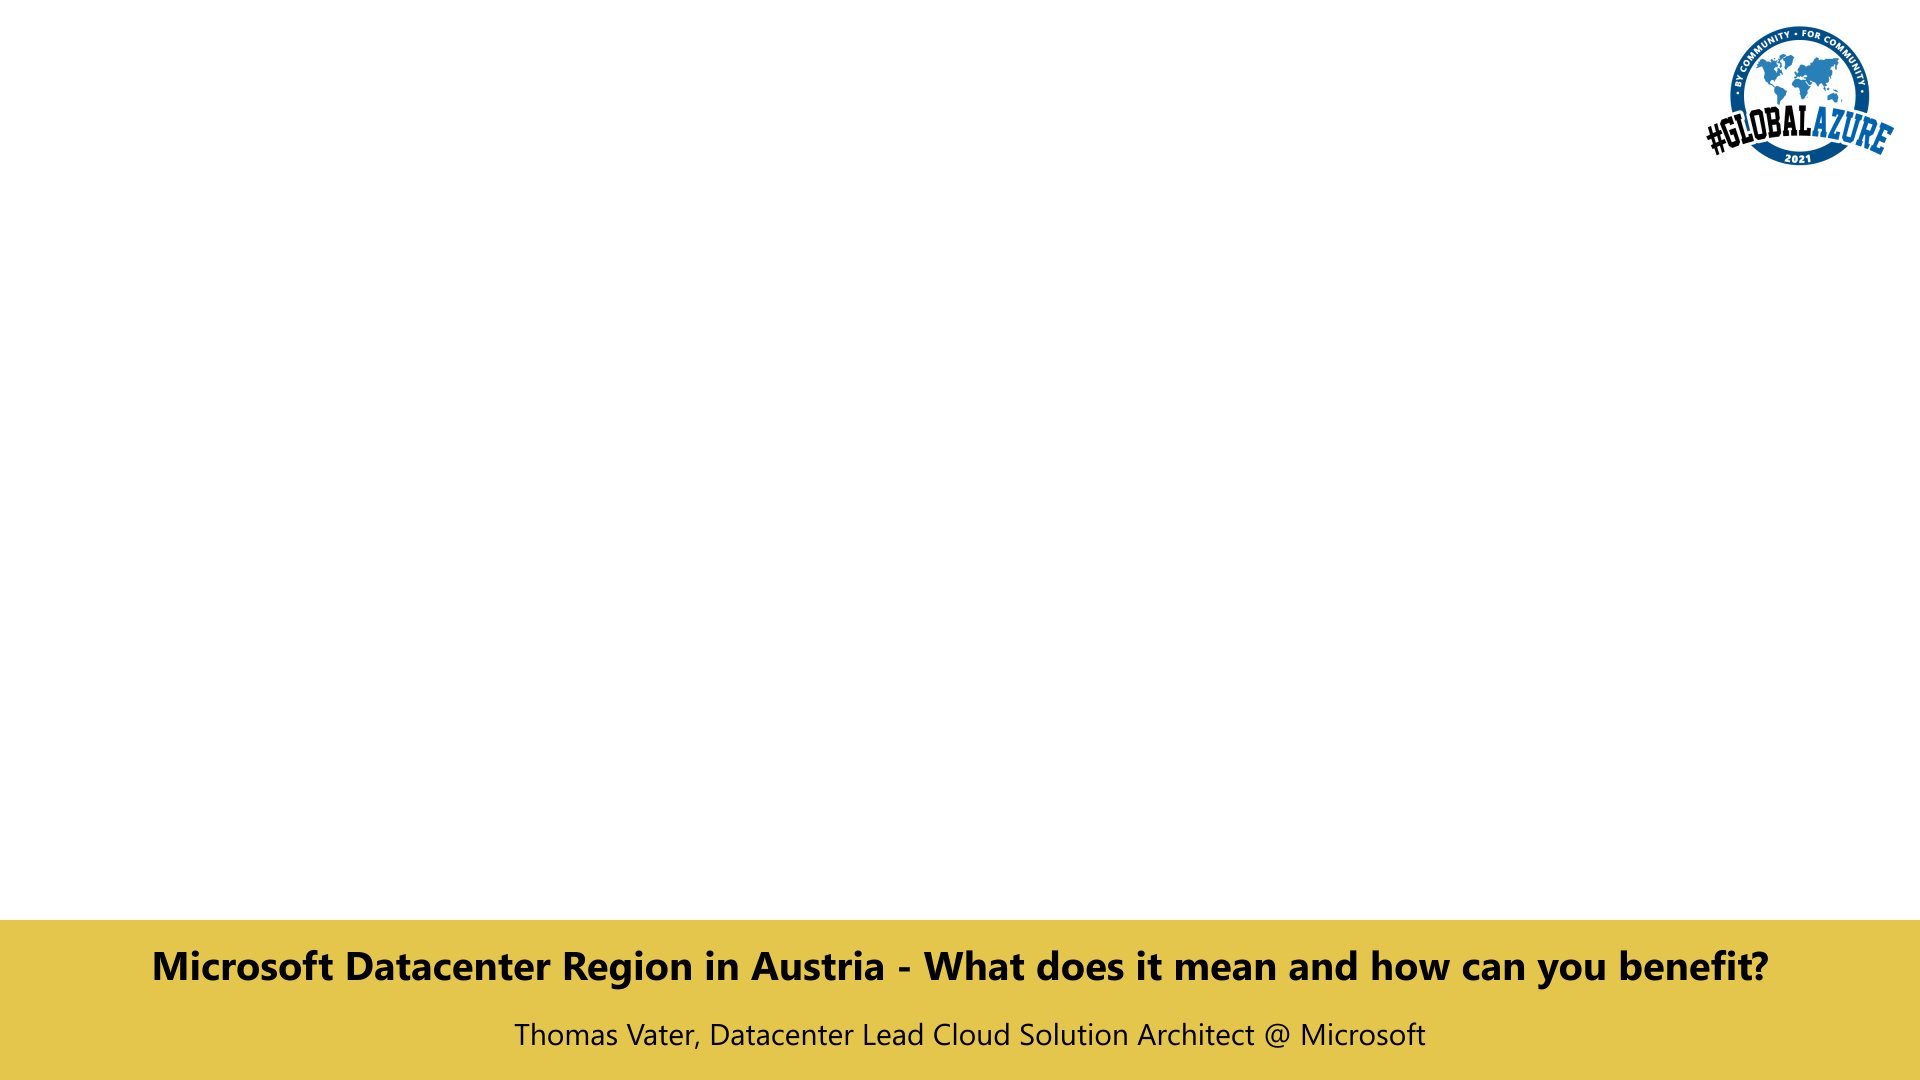 • BY COMMUNITY • FOR COMMUNITY •
#GLOBALAZURE
2021
Microsoft Datacenter Region in Austria - What does it mean and how can you benefit?
Thomas Vater, Datacenter Lead Cloud Solution Architect @ Microsoft